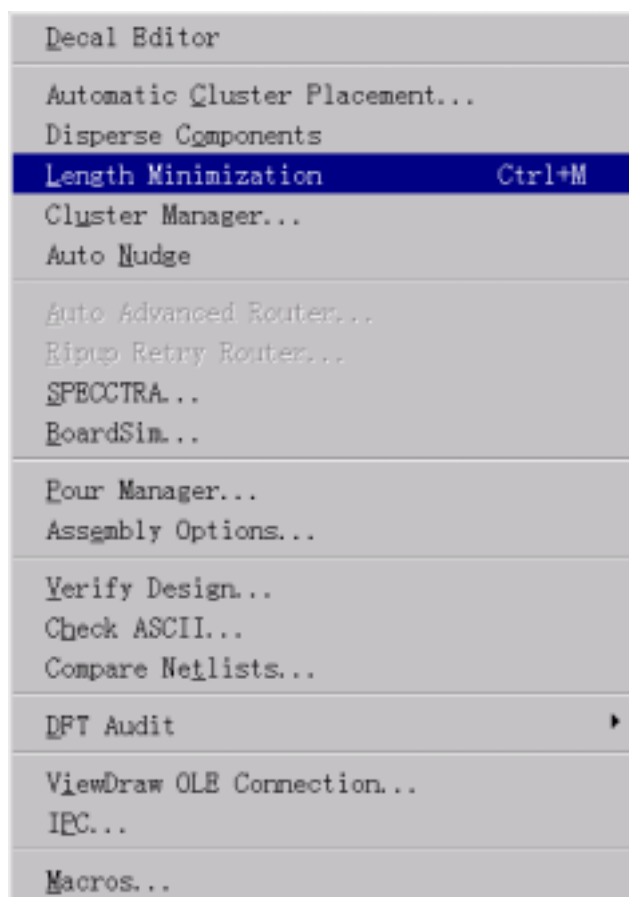 Decal Editor
Automatic Cluster Placement...
Disperse Components
Length Minimization Ctrl+M
Cluster Manager...
Auto Nudge
Auto Advanced Router...
Ripup Retry Router...
SPECCTRA...
BoardSim...
Pour Manager...
Assembly Options...
Verify Design...
Check ASCII...
Compare Netlists...
DFT Audit
ViewDraw OLE Connection...
IPC...
Macros...